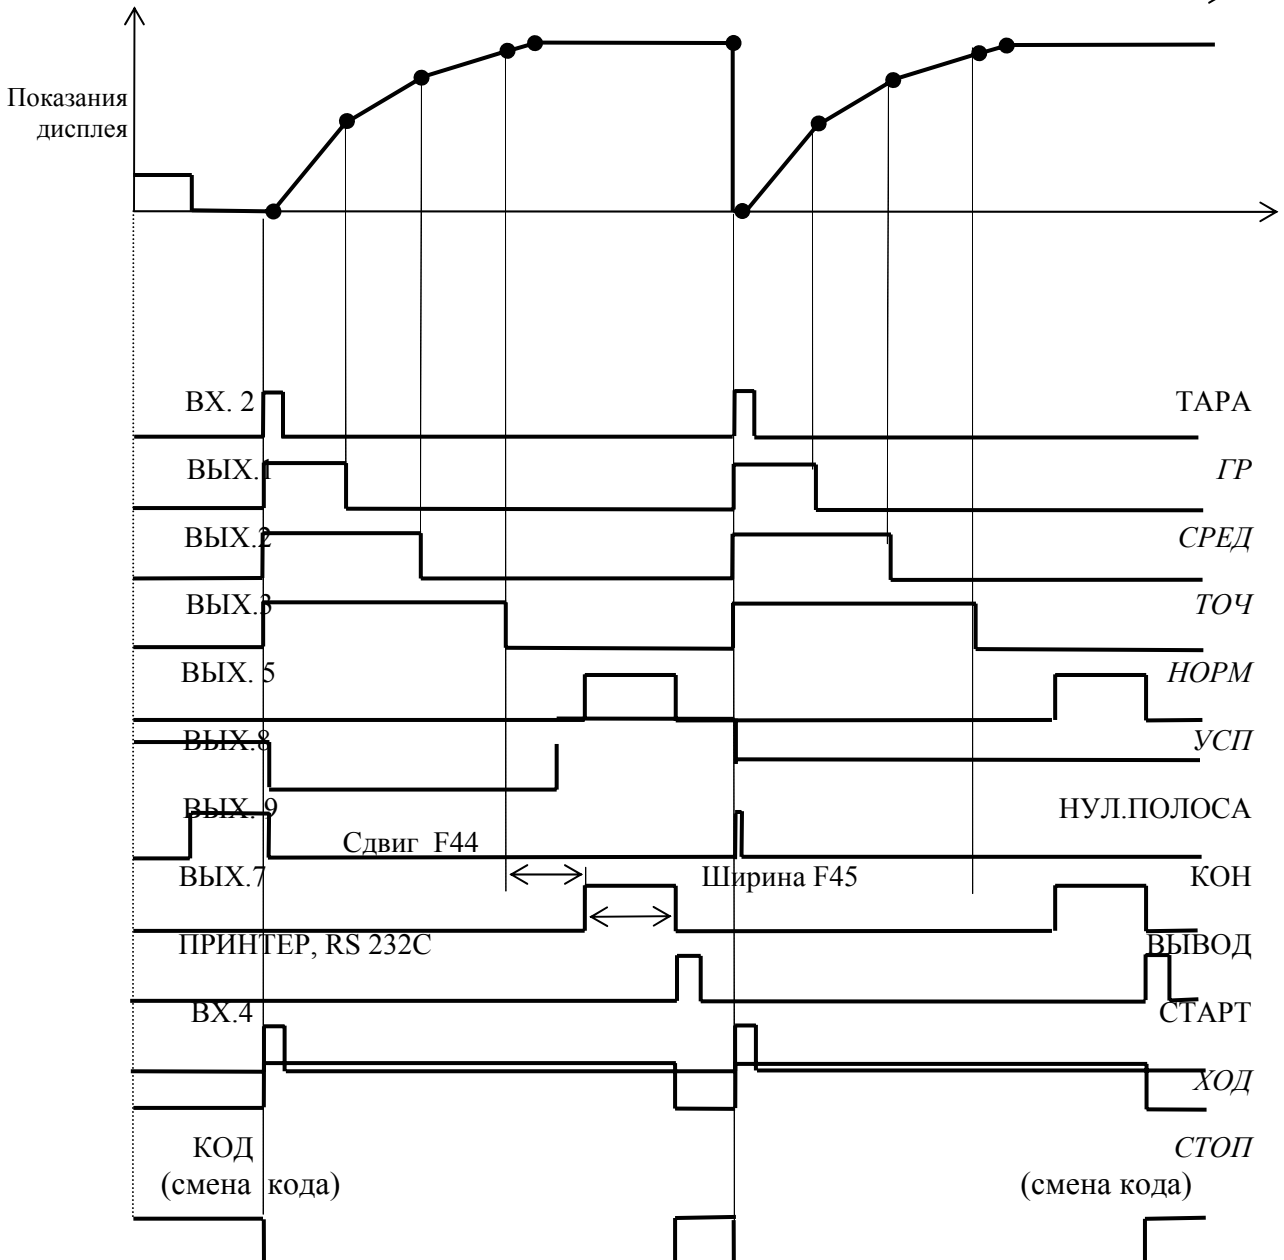 Показания
дисплея
ВХ. 2 ТАРА
ВЫХ.1 ГР
ВЫХ.2 СРЕД
ВЫХ.3 ТОЧ
ВЫХ. 5 НОРМ
ВЫХ.8 УСП
ВЫХ. 9 НУЛ.ПОЛОСА
Сдвиг F44
ВЫХ.7 Ширина F45 КОН
ПРИНТЕР, RS 232C ВЫВОД
ВХ.4 СТАРТ
ХОД
КОД СТОП
(смена кода) (смена кода)